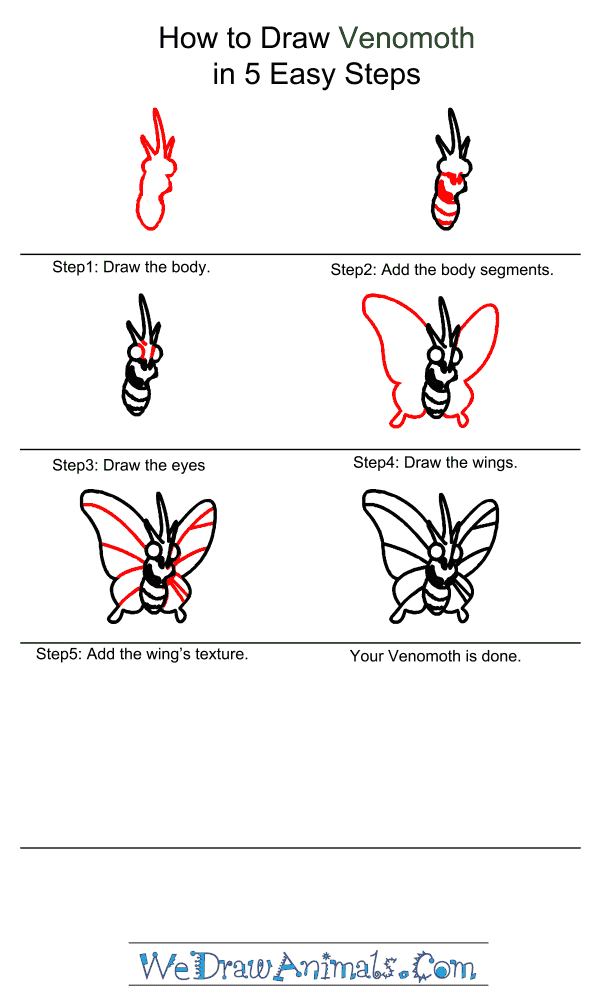 How to Draw Venomoth
in 5 Easy Steps
Step1: Draw the body.
Step2: Add the body segments.
Step3: Draw the eyes
Step4: Draw the wings.
Step5: Add the wing's texture.
Your Venomoth is done.
WeDrawAnimals.Com